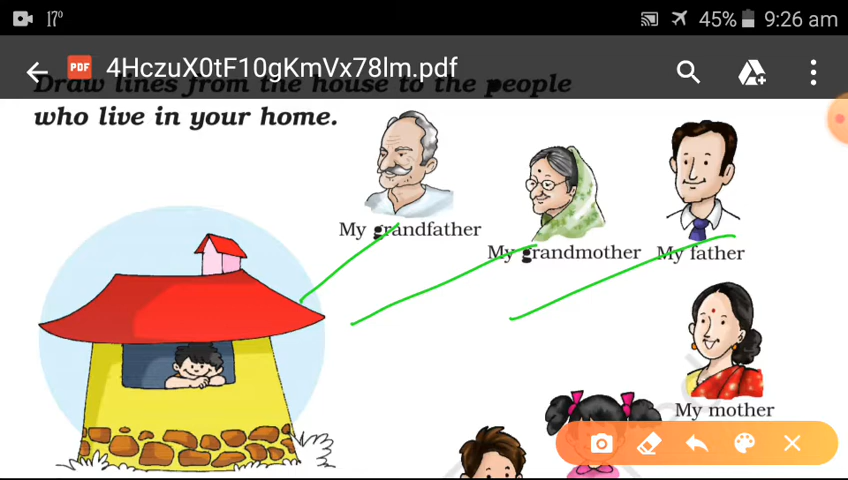 17° 45% 9:26 am
PDF 4HczuX0tF10gKmVx78lm.pdf
Draw lines from the house to the people
who live in your home.
My grandfather
My grandmother My father
My mother